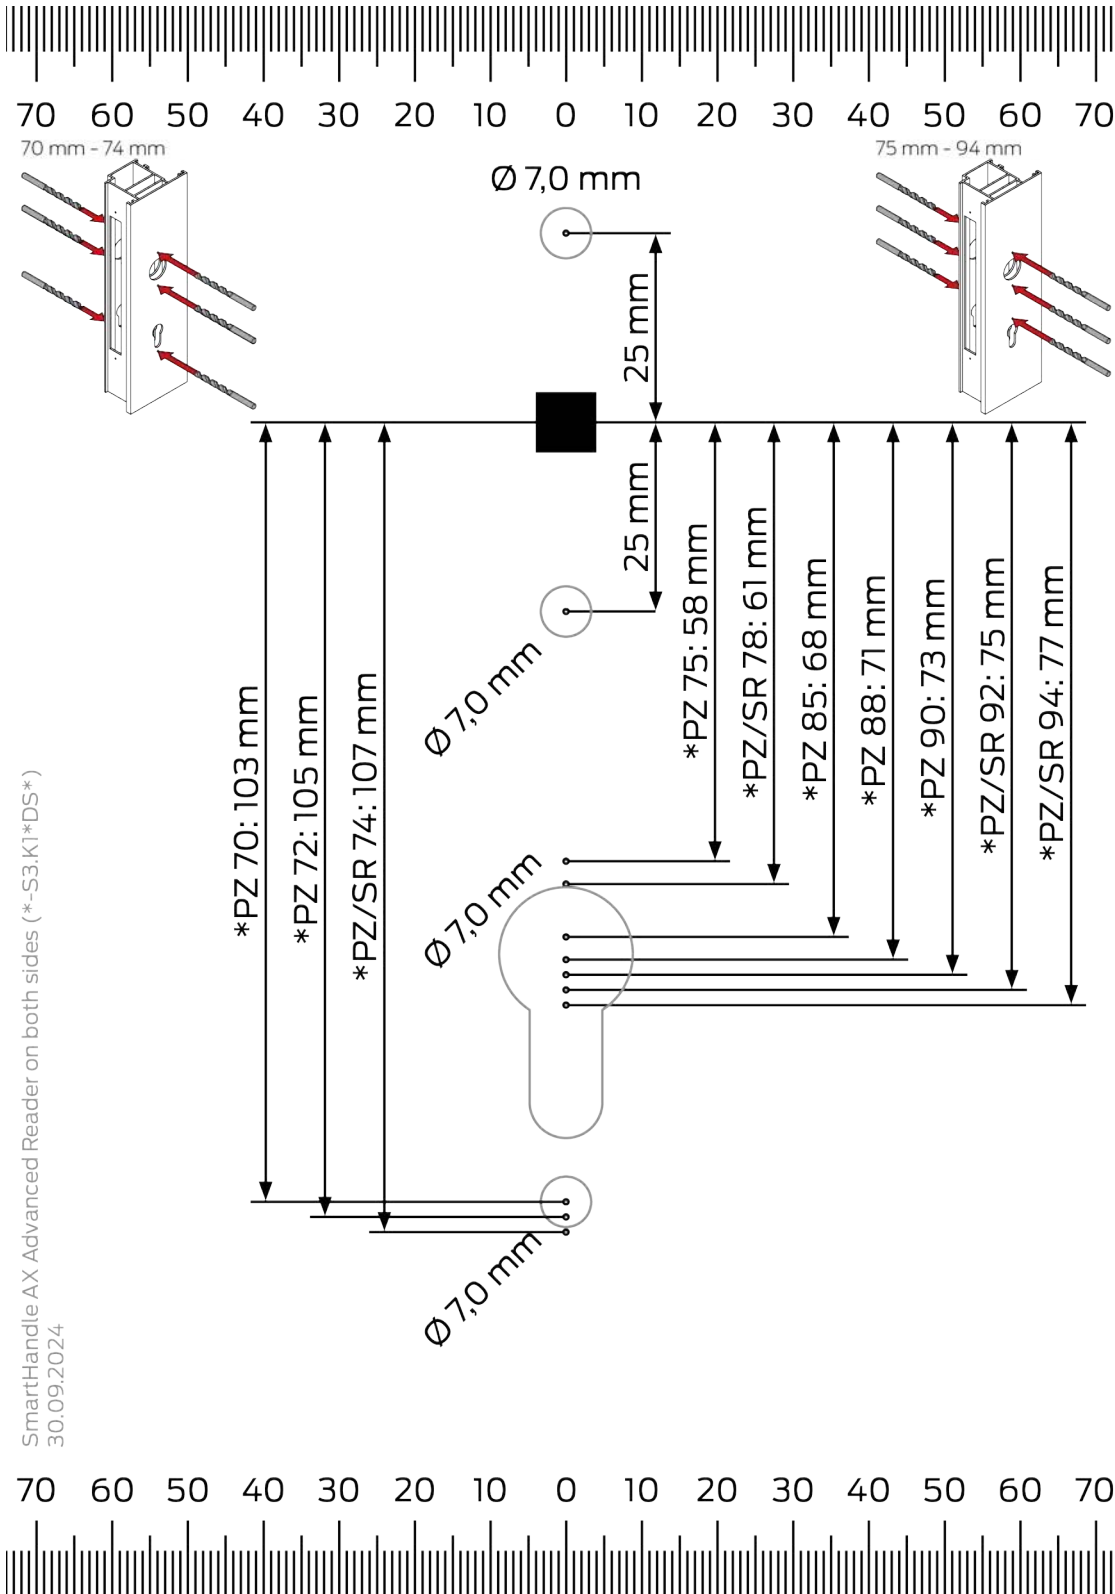 70 60 50 40 30 20 10 0 10 20 30 40 50 60 70
70 mm - 74 mm
75 mm - 94 mm
Ø 7,0 mm
25 mm
25 mm
Ø 7,0 mm
*PZ 75: 58 mm
*PZ/SR 78: 61 mm
*PZ 85: 68 mm
*PZ 88: 71 mm
*PZ 90: 73 mm
*PZ/SR 92: 75 mm
*PZ/SR 94: 77 mm
*PZ 70: 103 mm
*PZ 72: 105 mm
*PZ/SR 74: 107 mm
Ø 7,0 mm
Ø 7,0 mm
SmartHandle AX Advanced Reader on both sides (*-S3.K1*DS*)
30.09.2024
70 60 50 40 30 20 10 0 10 20 30 40 50 60 70